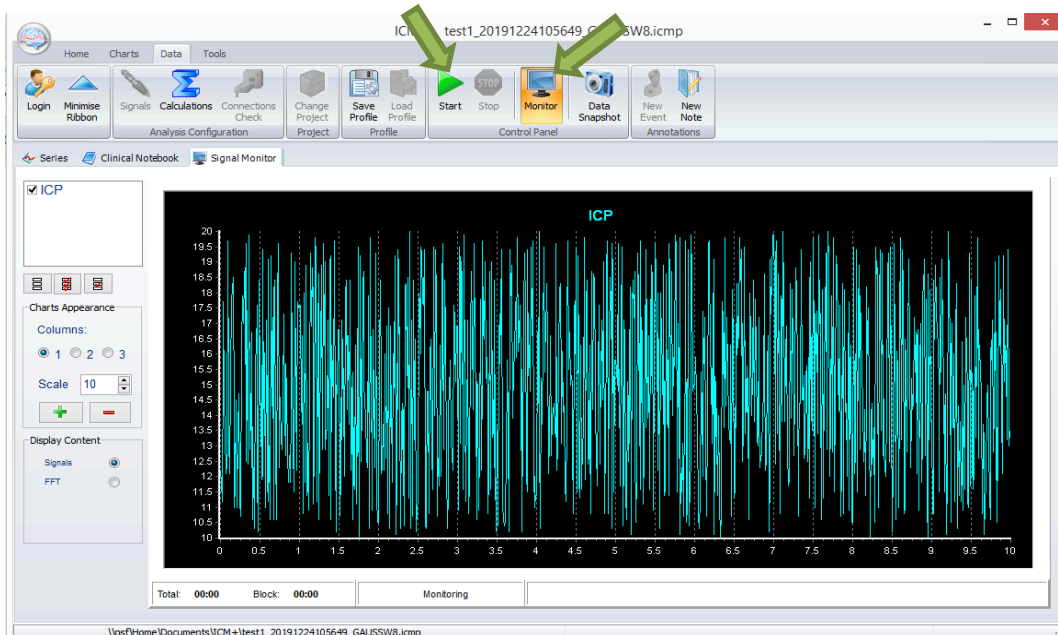 ICM test1_20191224105649_GAUSSW8.icmp
Home Charts Data Tools
Login Minimise Ribbon Signals Calculations Connections Check Change Project Save Profile Load Profile Start STOP Stop Monitor Data Snapshot New Event New Note
Analysis Configuration Project Profile Control Panel Annotations
Series Clinical Notebook Signal Monitor
ICP
Charts Appearance
Columns:
1 2 3
Scale 10
Display Content
Signals
FFT
ICP
20
19.5
19
18.5
18
17.5
17
16.5
16
15.5
15
14.5
14
13.5
13
12.5
12
11.5
11
10.5
10
0 0.5 1 1.5 2 2.5 3 3.5 4 4.5 5 5.5 6 6.5 7 7.5 8 8.5 9 9.5 10
Total: 00:00 Block: 00:00 Monitoring
\\psf\Home\Documents\ICM+\test1_20191224105649_GAUSSW8.icmp